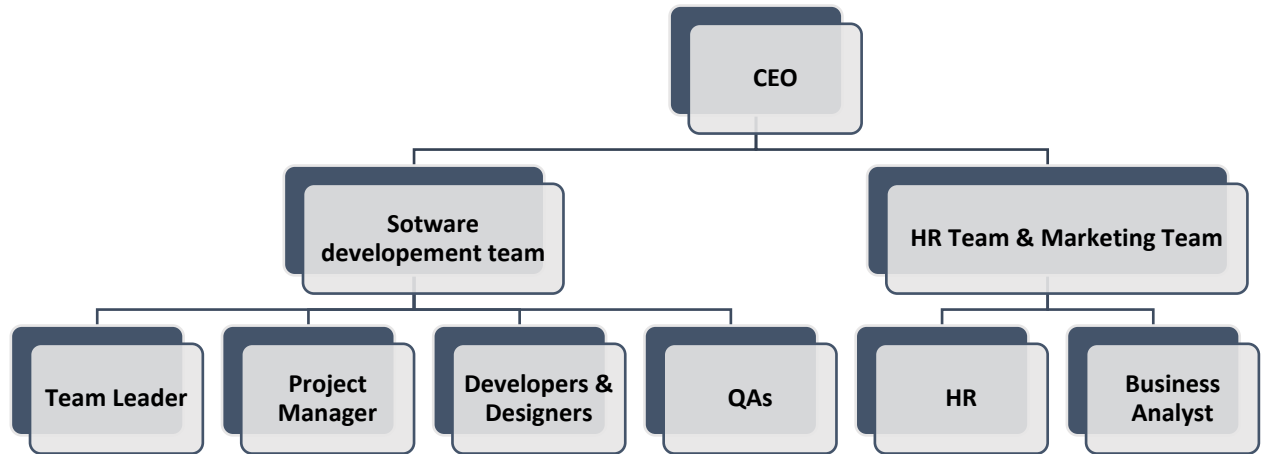 CEO
Sotware
developement team
HR Team & Marketing Team
Team Leader
Project
Manager
Developers &
Designers
QAs
HR
Business
Analyst